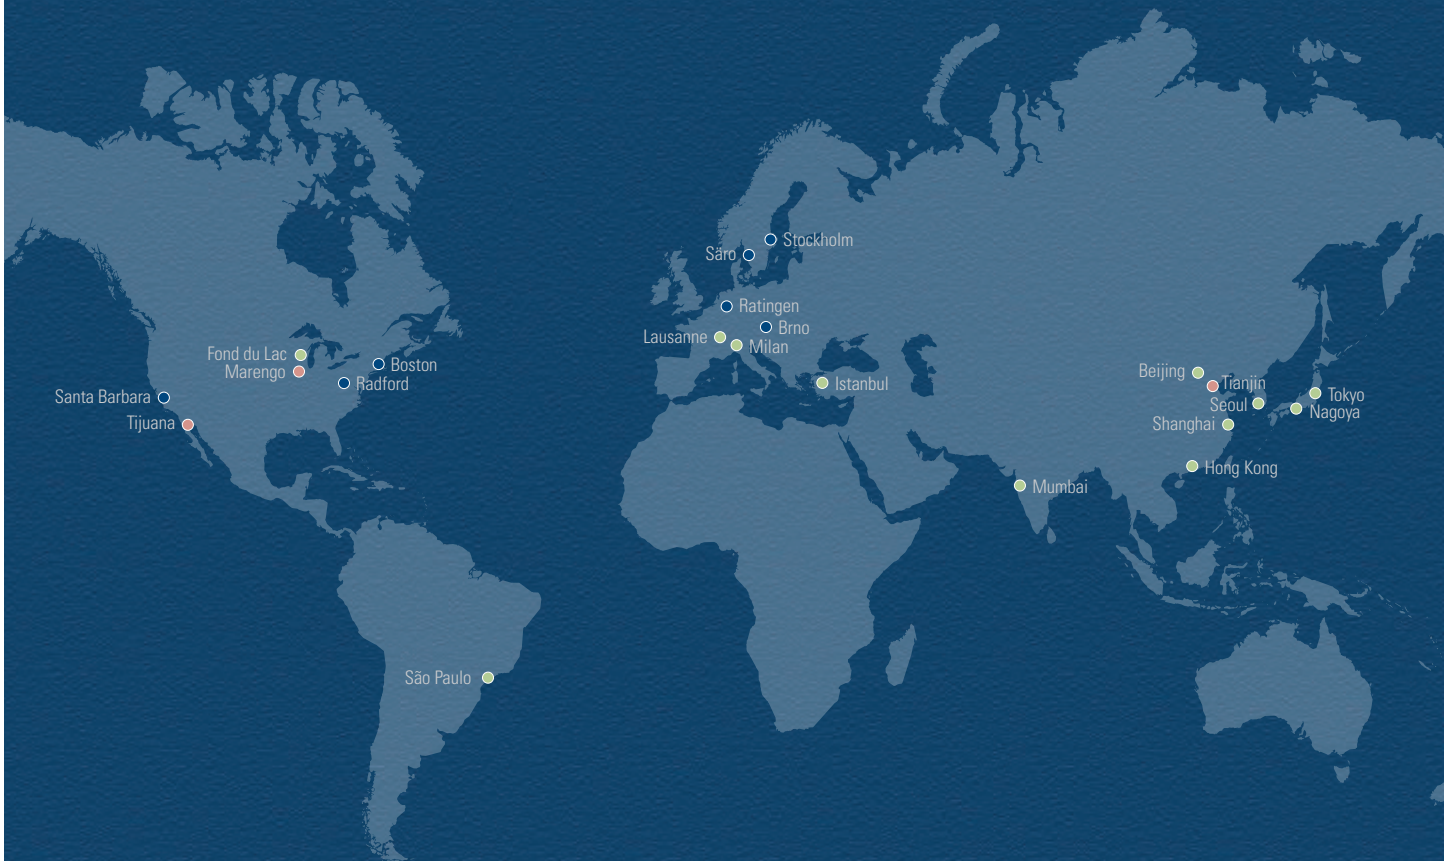 Stockholm
Säro
Ratingen
Brno
Lausanne
Milan
Fond du Lac
Marengo
Boston
Radford
Santa Barbara
Tijuana
Istanbul
Beijing
Tianjin
Seoul
Tokyo
Nagoya
Shanghai
Hong Kong
Mumbai
São Paulo